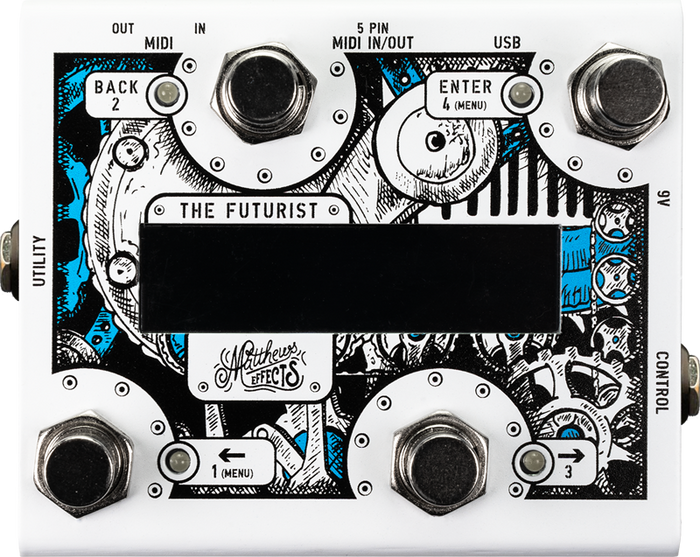 OUT
IN
MIDI
5 PIN
MIDI IN/OUT
USB
BACK
2
ENTER
4 (MENU)
9V
THE FUTURIST
UTILITY
Matthews
EFFECTS
CONTROL
←
1 (MENU)
→
3